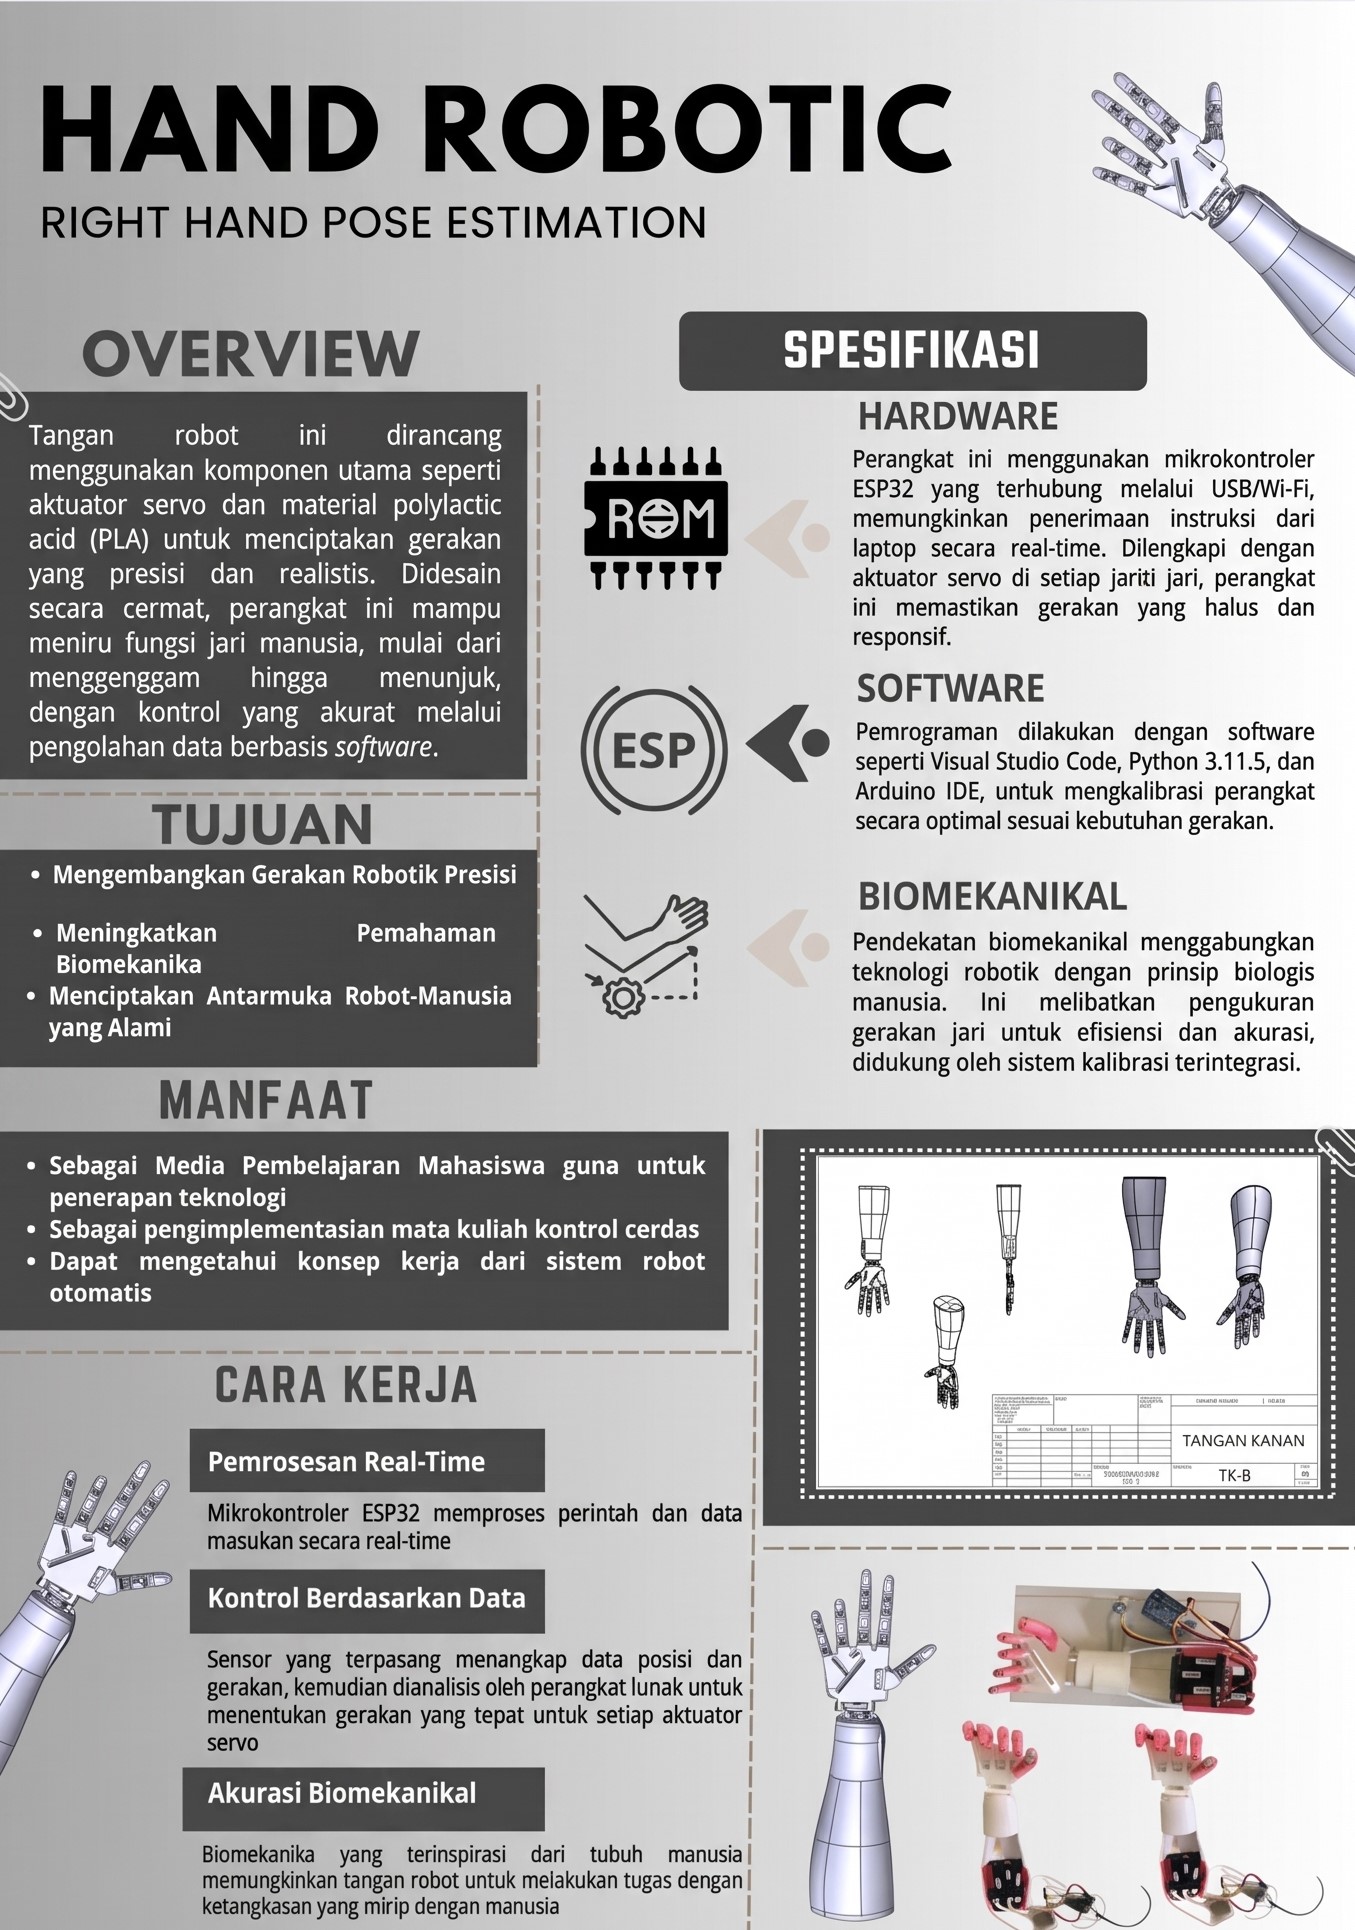 HAND ROBOTIC
RIGHT HAND POSE ESTIMATION
OVERVIEW
Tangan robot ini dirancang
menggunakan komponen utama seperti
aktuator servo dan material polylactic
acid (PLA) untuk menciptakan gerakan
yang presisi dan realistis. Didesain
secara cermat, perangkat ini mampu
meniru fungsi jari manusia, mulai dari
menggenggam hingga menunjuk,
dengan kontrol yang akurat melalui
pengolahan data berbasis software.
TUJUAN
• Mengembangkan Gerakan Robotik Presisi
• Meningkatkan Pemahaman
Biomekanika
• Menciptakan Antarmuka Robot-Manusia
yang Alami
MANFAAT
• Sebagai Media Pembelajaran Mahasiswa guna untuk
penerapan teknologi
• Sebagai pengimplementasian mata kuliah kontrol cerdas
• Dapat mengetahui konsep kerja dari sistem robot
otomatis
CARA KERJA
Pemrosesan Real-Time
Mikrokontroler ESP32 memproses perintah dan data
masukan secara real-time
Kontrol Berdasarkan Data
Sensor yang terpasang menangkap data posisi dan
gerakan, kemudian dianalisis oleh perangkat lunak untuk
menentukan gerakan yang tepat untuk setiap aktuator
servo
Akurasi Biomekanikal
Biomekanika yang terinspirasi dari tubuh manusia
memungkinkan tangan robot untuk melakukan tugas dengan
ketangkasan yang mirip dengan manusia
SPESIFIKASI
ROM
HARDWARE
Perangkat ini menggunakan mikrokontroler
ESP32 yang terhubung melalui USB/Wi-Fi,
memungkinkan penerimaan instruksi dari
laptop secara real-time. Dilengkapi dengan
aktuator servo di setiap jariti jari, perangkat
ini memastikan gerakan yang halus dan
responsif.
ESP
SOFTWARE
Pemrograman dilakukan dengan software
seperti Visual Studio Code, Python 3.11.5, dan
Arduino IDE, untuk mengkalibrasi perangkat
secara optimal sesuai kebutuhan gerakan.
BIOMEKANIKAL
Pendekatan biomekanikal menggabungkan
teknologi robotik dengan prinsip biologis
manusia. Ini melibatkan pengukuran
gerakan jari untuk efisiensi dan akurasi,
didukung oleh sistem kalibrasi terintegrasi.
TANGAN KANAN
TK-B